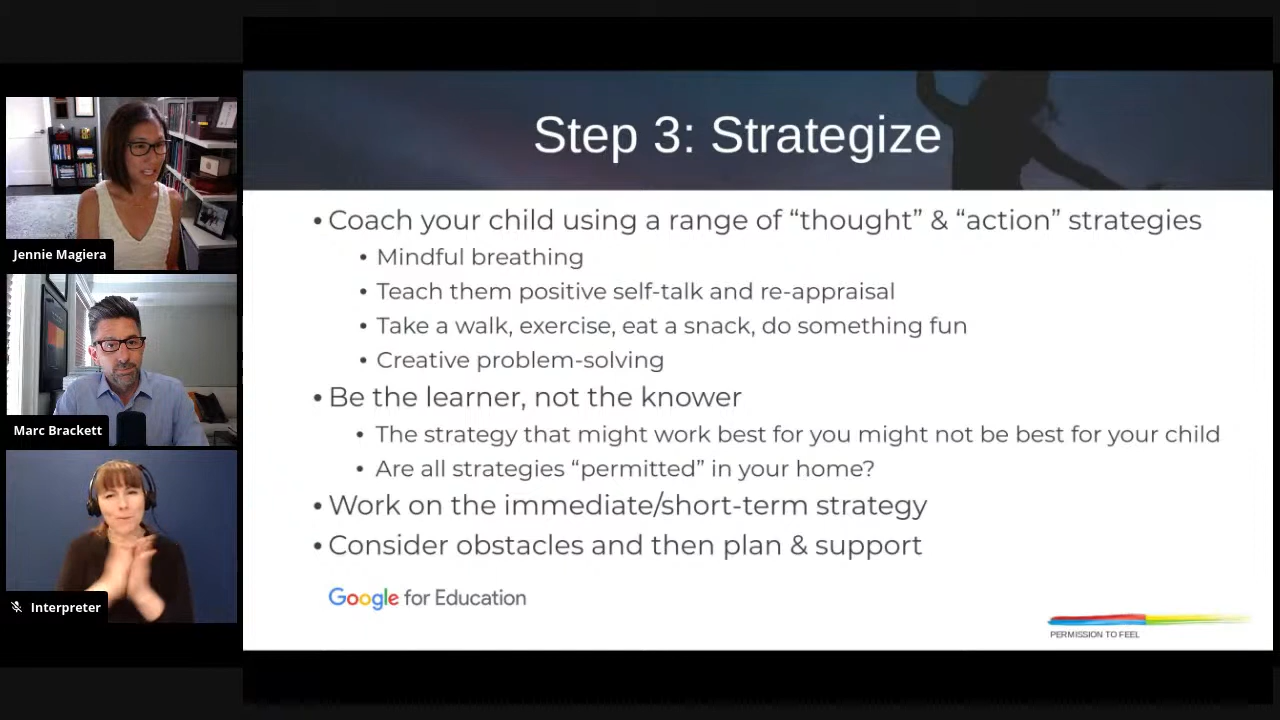 Jennie Magiera
Marc Brackett
Interpreter
Step 3: Strategize
• Coach your child using a range of “thought” & “action” strategies
• Mindful breathing
• Teach them positive self-talk and re-appraisal
• Take a walk, exercise, eat a snack, do something fun
• Creative problem-solving
• Be the learner, not the knower
• The strategy that might work best for you might not be best for your child
• Are all strategies “permitted” in your home?
• Work on the immediate/short-term strategy
• Consider obstacles and then plan & support
Google for Education
PERMISSION TO FEEL